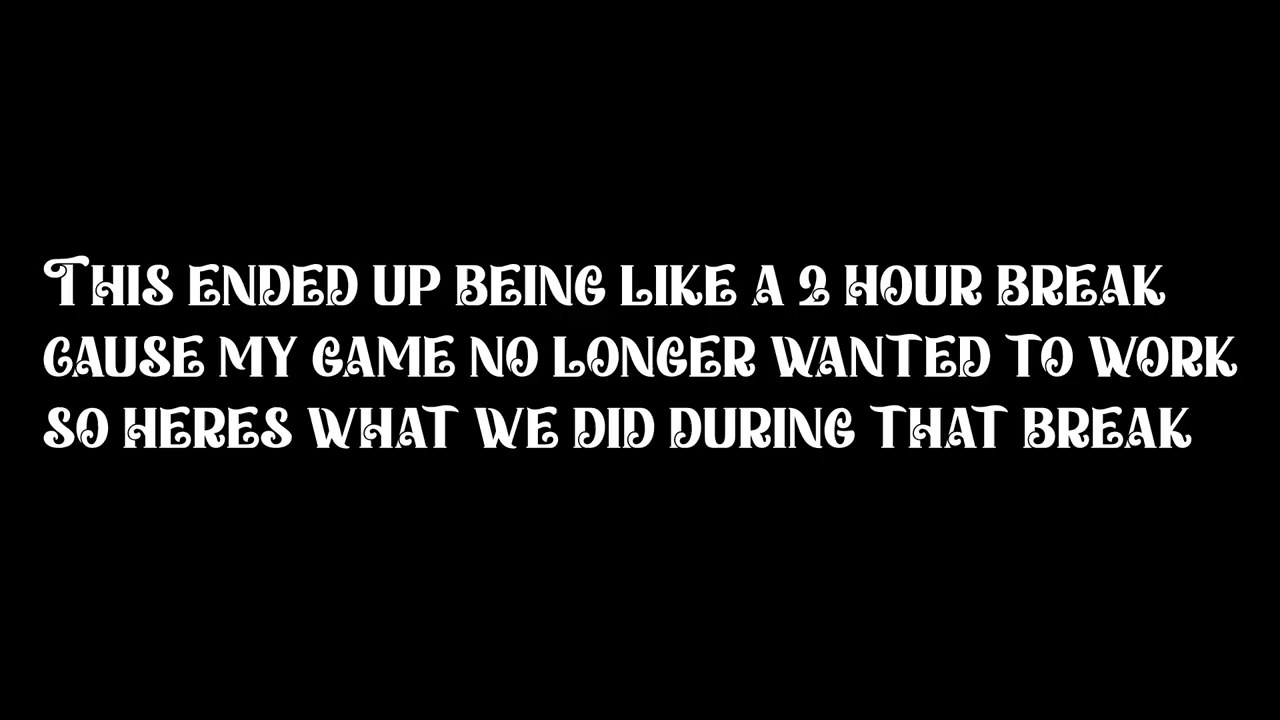 This ended up being like a 2 hour break
cause my game no longer wanted to work
so heres what we did during that break